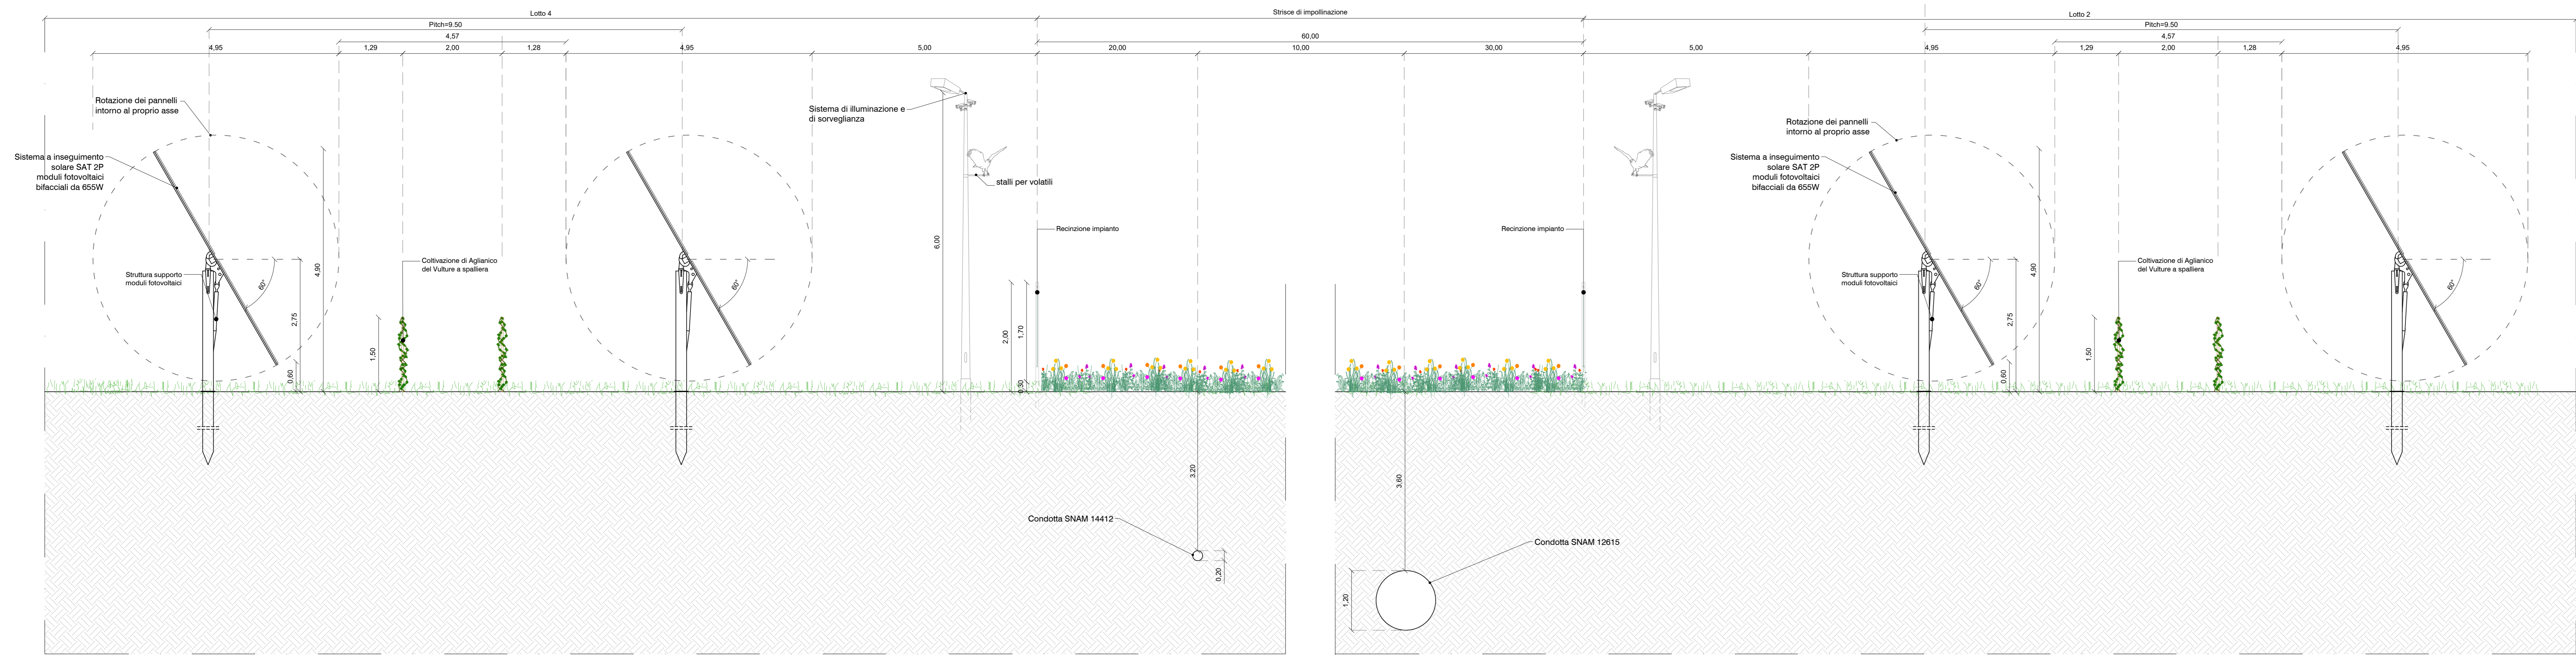 Lotto 4
Strisce di impollinazione
Lotto 2
Pitch=9.50
Pitch=9.50
4,57
60,00
4,57
4,95
1,29
2,00
1,28
4,95
5,00
20,00
10,00
30,00
5,00
4,95
1,29
2,00
1,28
4,95
Rotazione dei pannelli
intorno al proprio asse
Sistema a inseguimento
solare SAT 2P
moduli fotovoltaici
bifacciali da 655W
Struttura supporto
moduli fotovoltaici
60°
2,75
0,60
4,90
Coltivazione di Aglianico
del Vulture a spalliera
1,50
60°
Sistema di illuminazione e
di sorveglianza
stalli per volatili
6,00
Recinzione impianto
2,00
1,70
0,30
3,20
Condotta SNAM 14412
0,20
Recinzione impianto
3,60
Condotta SNAM 12615
1,20
Rotazione dei pannelli
intorno al proprio asse
Sistema a inseguimento
solare SAT 2P
moduli fotovoltaici
bifacciali da 655W
Struttura supporto
moduli fotovoltaici
60°
2,75
0,60
4,90
Coltivazione di Aglianico
del Vulture a spalliera
1,50
60°